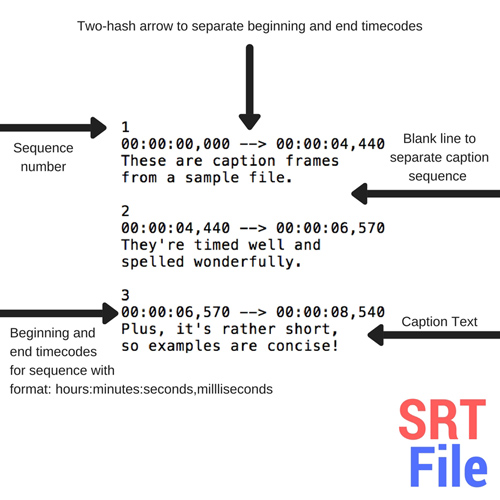 Two-hash arrow to separate beginning and end timecodes
Sequence
number
1
00:00:00,000 --> 00:00:04,440
These are caption frames
from a sample file.
Blank line to
separate caption
sequence
2
00:00:04,440 --> 00:00:06,570
They're timed well and
spelled wonderfully.
3
00:00:06,570 --> 00:00:08,540
Plus, it's rather short,
so examples are concise!
Caption Text
Beginning and
end timecodes
for sequence with
format: hours:minutes:seconds,millliseconds
SRT
File